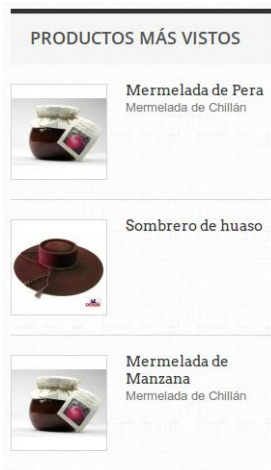 PRODUCTOS MÁS VISTOS
Mermelada de Pera
Mermelada de Chillán
Sombrero de huaso
Mermelada de
Manzana
Mermelada de Chillán